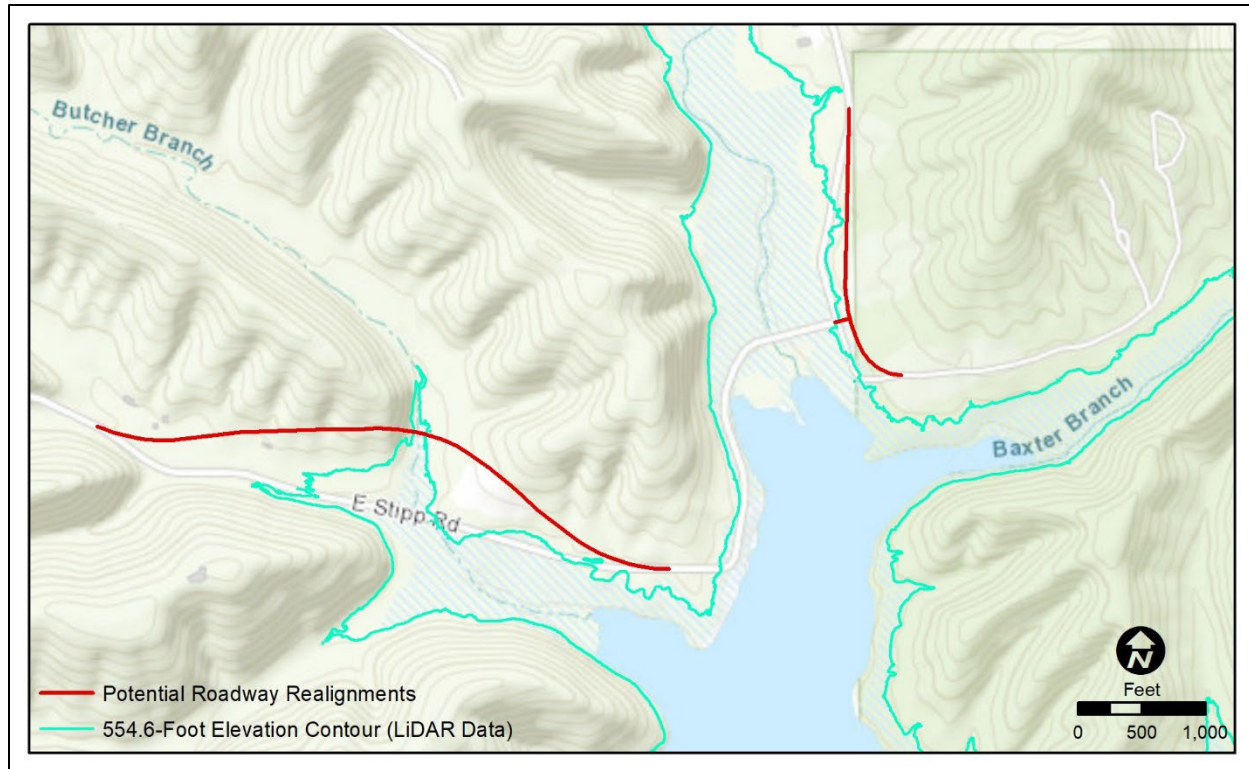 Butcher Branch
E Stipp Rd
Baxter Branch
N
Feet
0 500 1,000
Potential Roadway Realignments
554.6-Foot Elevation Contour (LiDAR Data)